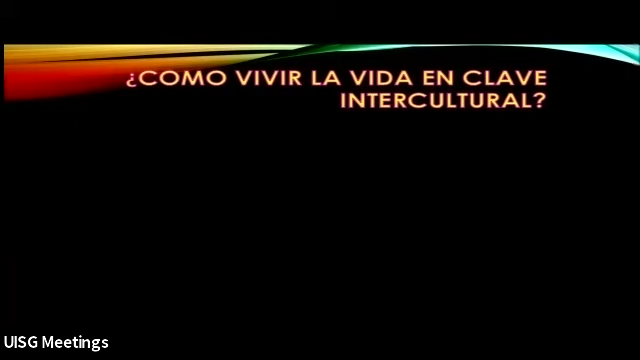 ¿COMO VIVIR LA VIDA EN CLAVE
INTERCULTURAL?
UISG Meetings